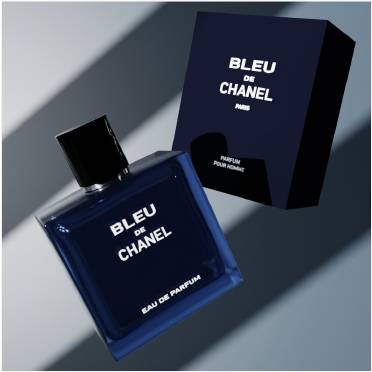 BLEU
DE
CHANEL
PARIS
PARFUM
POUR HOMME
BLEU
DE
CHANEL
EAU DE PARFUM